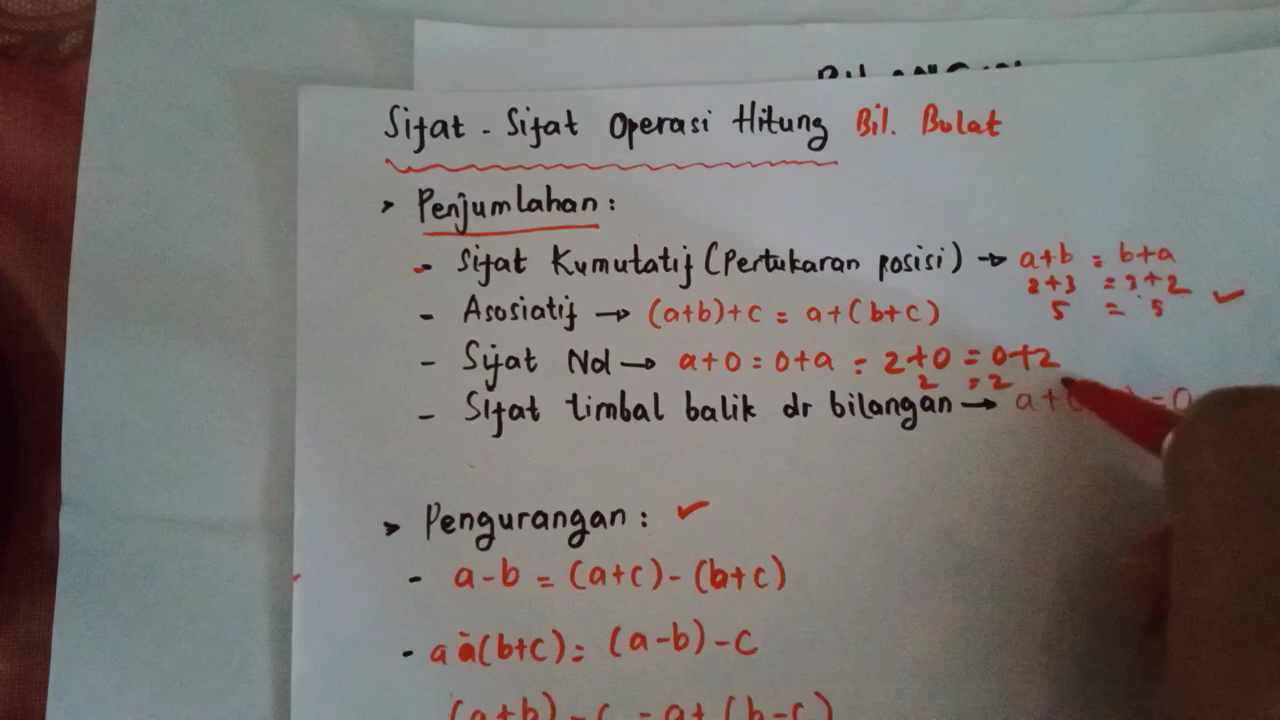 Sifat - Sifat Operasi Hitung Bil. Bulat
> Penjumlahan:
- Sifat Kumutatif (Pertukaran posisi) → a+b = b+a
2+3 = 3+2
5 = 5 ✓
- Asosiatif → (a+b)+c = a+(b+c)
- Sifat Nol → a+0 = 0+a = 2+0 = 0+2
2 = 2
- Sifat timbal balik dr bilangan → a+
> Pengurangan: ✓
- a-b = (a+c)-(b+c)
- a (b+c) = (a-b)-c
(a+b)-c = a+(b-c)